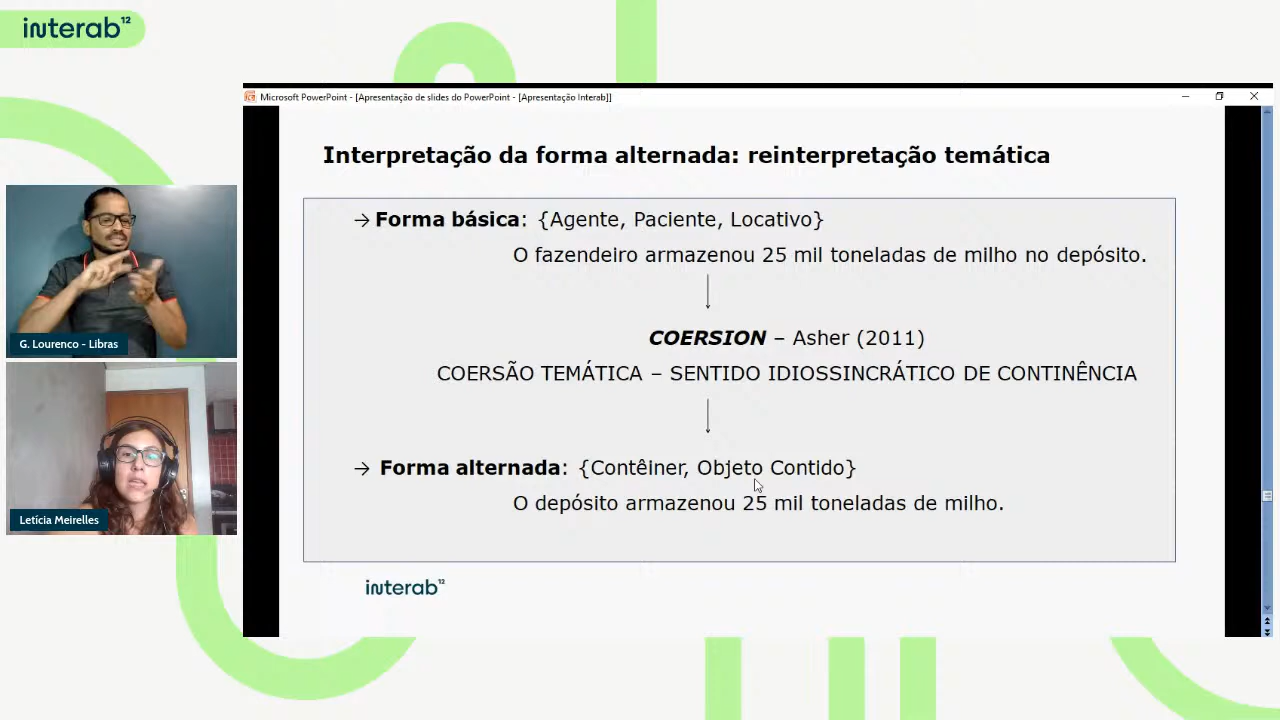 interab¹²
Microsoft PowerPoint - [Apresentação de slides do PowerPoint - [Apresentação Interab]]
Interpretação da forma alternada: reinterpretação temática
→ Forma básica: {Agente, Paciente, Locativo}
O fazendeiro armazenou 25 mil toneladas de milho no depósito.
COERSION – Asher (2011)
COERSÃO TEMÁTICA – SENTIDO IDIOSSINCRÁTICO DE CONTINÊNCIA
→ Forma alternada: {Contêiner, Objeto Contido}
O depósito armazenou 25 mil toneladas de milho.
interab¹²
G. Lourenco - Libras
Letícia Meirelles